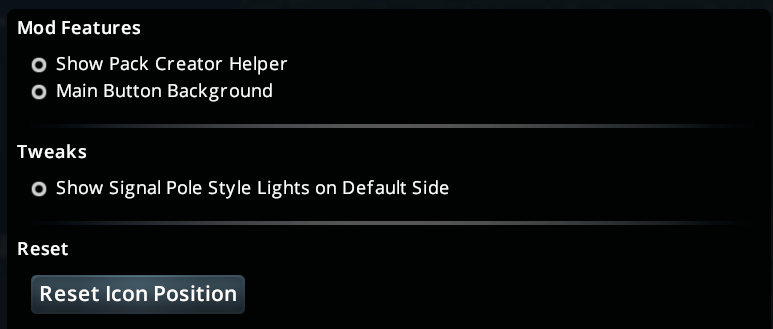 Mod Features
Show Pack Creator Helper
Main Button Background
Tweaks
Show Signal Pole Style Lights on Default Side
Reset
Reset Icon Position